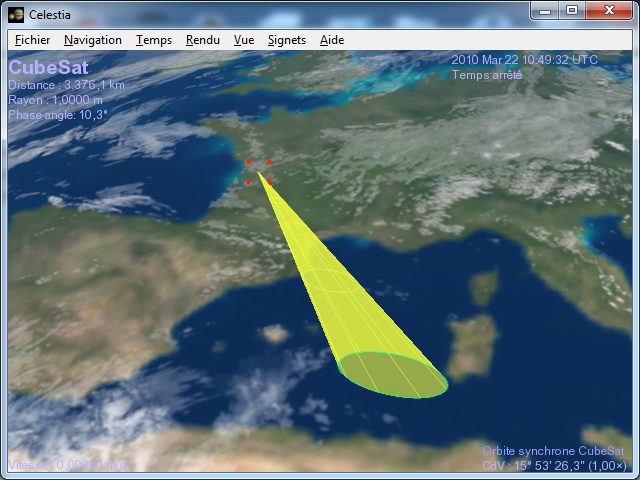 Celestia
Fichier Navigation Temps Rendu Vue Signets Aide
CubeSat
Distance : 3.376,1 km
Rayon : 1,0000 m
Phase angle: 10,3°
2010 Mar 22 10:49:32 UTC
Temps arrêté
Vitesse : 0,00000 m/s
Orbite synchrone CubeSat
CdV : 15° 53' 26,3" (1,00×)